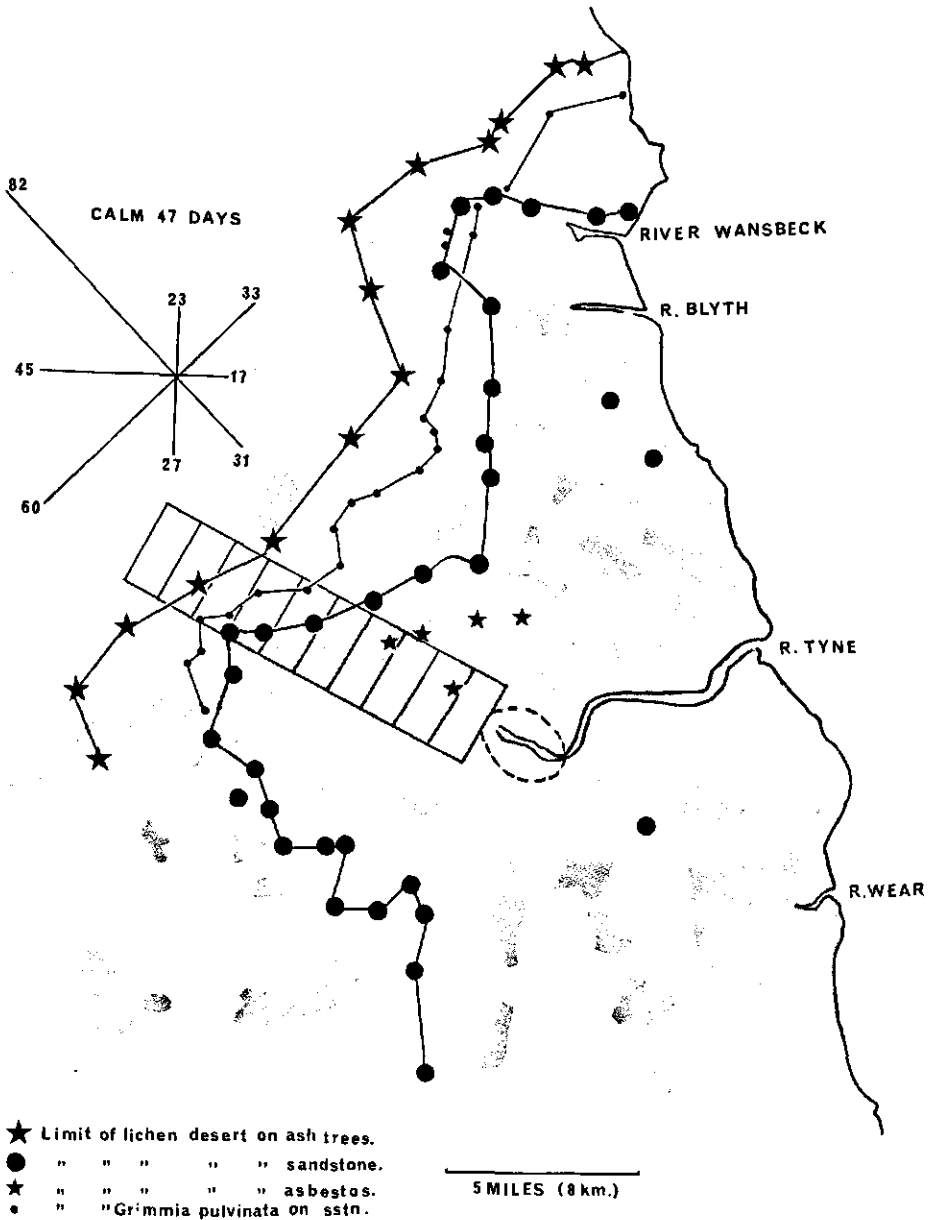 82
CALM 47 DAYS
RIVER WANSBECK
33
23
R. BLYTH
45
17
27
31
60
R. TYNE
R. WEAR
Limit of lichen desert on ash trees.
" " " " " sandstone.
" " " " " asbestos.
" " Grimmia pulvinata on sstn.
5 MILES (8 km.)